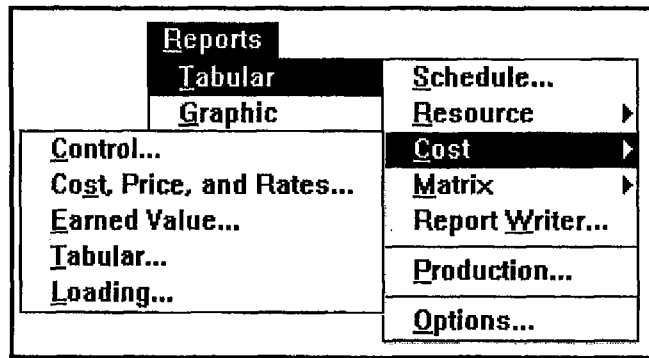 Reports
Tabular
Graphic
Schedule...
Resource
Cost
Matrix
Report Writer...
Production...
Options...
Control...
Cost, Price, and Rates...
Earned Value...
Tabular...
Loading...